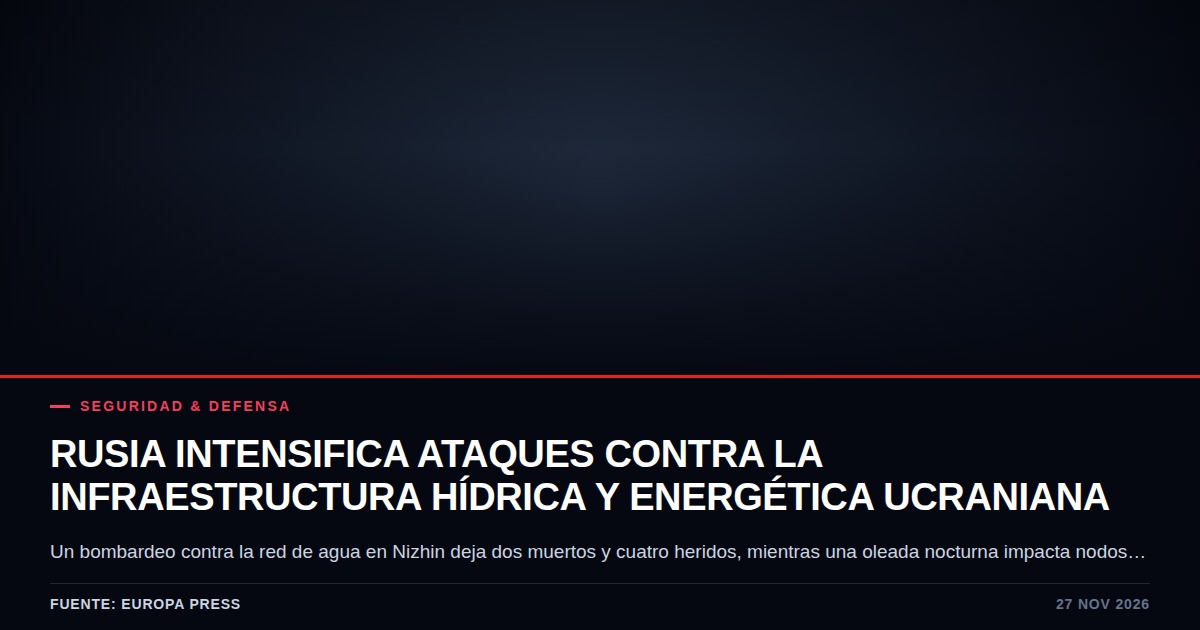 SEGURIDAD & DEFENSA
RUSIA INTENSIFICA ATAQUES CONTRA LA
INFRAESTRUCTURA HÍDRICA Y ENERGÉTICA UCRANIANA
Un bombardeo contra la red de agua en Nizhin deja dos muertos y cuatro heridos, mientras una oleada nocturna impacta nodos…
FUENTE: EUROPA PRESS
27 NOV 2026